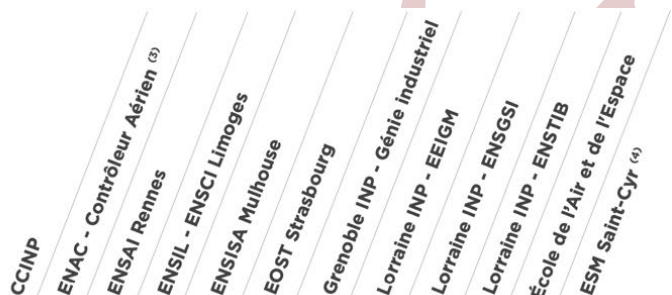 CCINP
ENAC - Contrôleur Aérien (3)
ENSAI Rennes
ENSIL - ENSCI Limoges
ENSISA Mulhouse
EOST Strasbourg
Grenoble INP - Génie industriel
Lorraine INP - EEIGM
Lorraine INP - ENSGSI
Lorraine INP - ENSTIB
École de l'Air et de l'Espace
ESM Saint-Cyr (4)